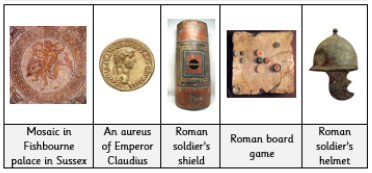 Mosaic in
Fishbourne
palace in Sussex
An aureus
of Emperor
Claudius
Roman
soldier's
shield
Roman board
game
Roman
soldier's
helmet